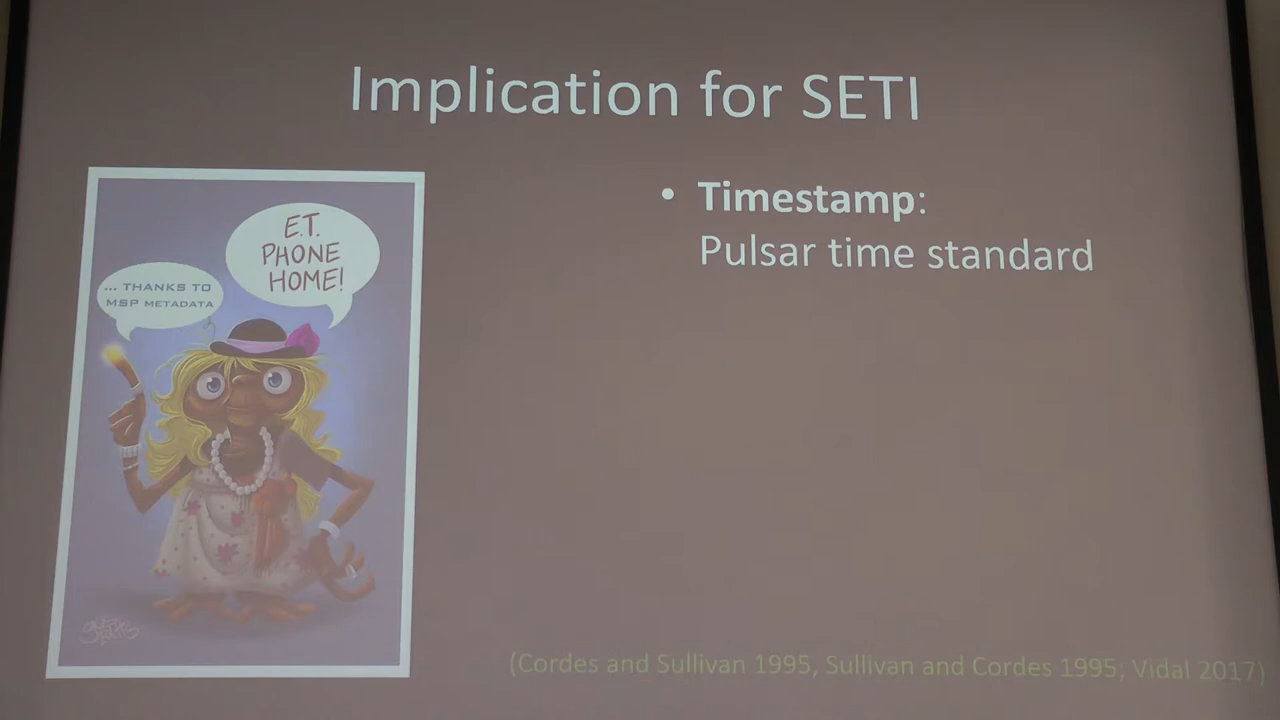 Implication for SETI
E.T.
PHONE
HOME!
... THANKS TO
MSP METADATA
• Timestamp:
Pulsar time standard
(Cordes and Sullivan 1995, Sullivan and Cordes 1995; Vidal 2017)